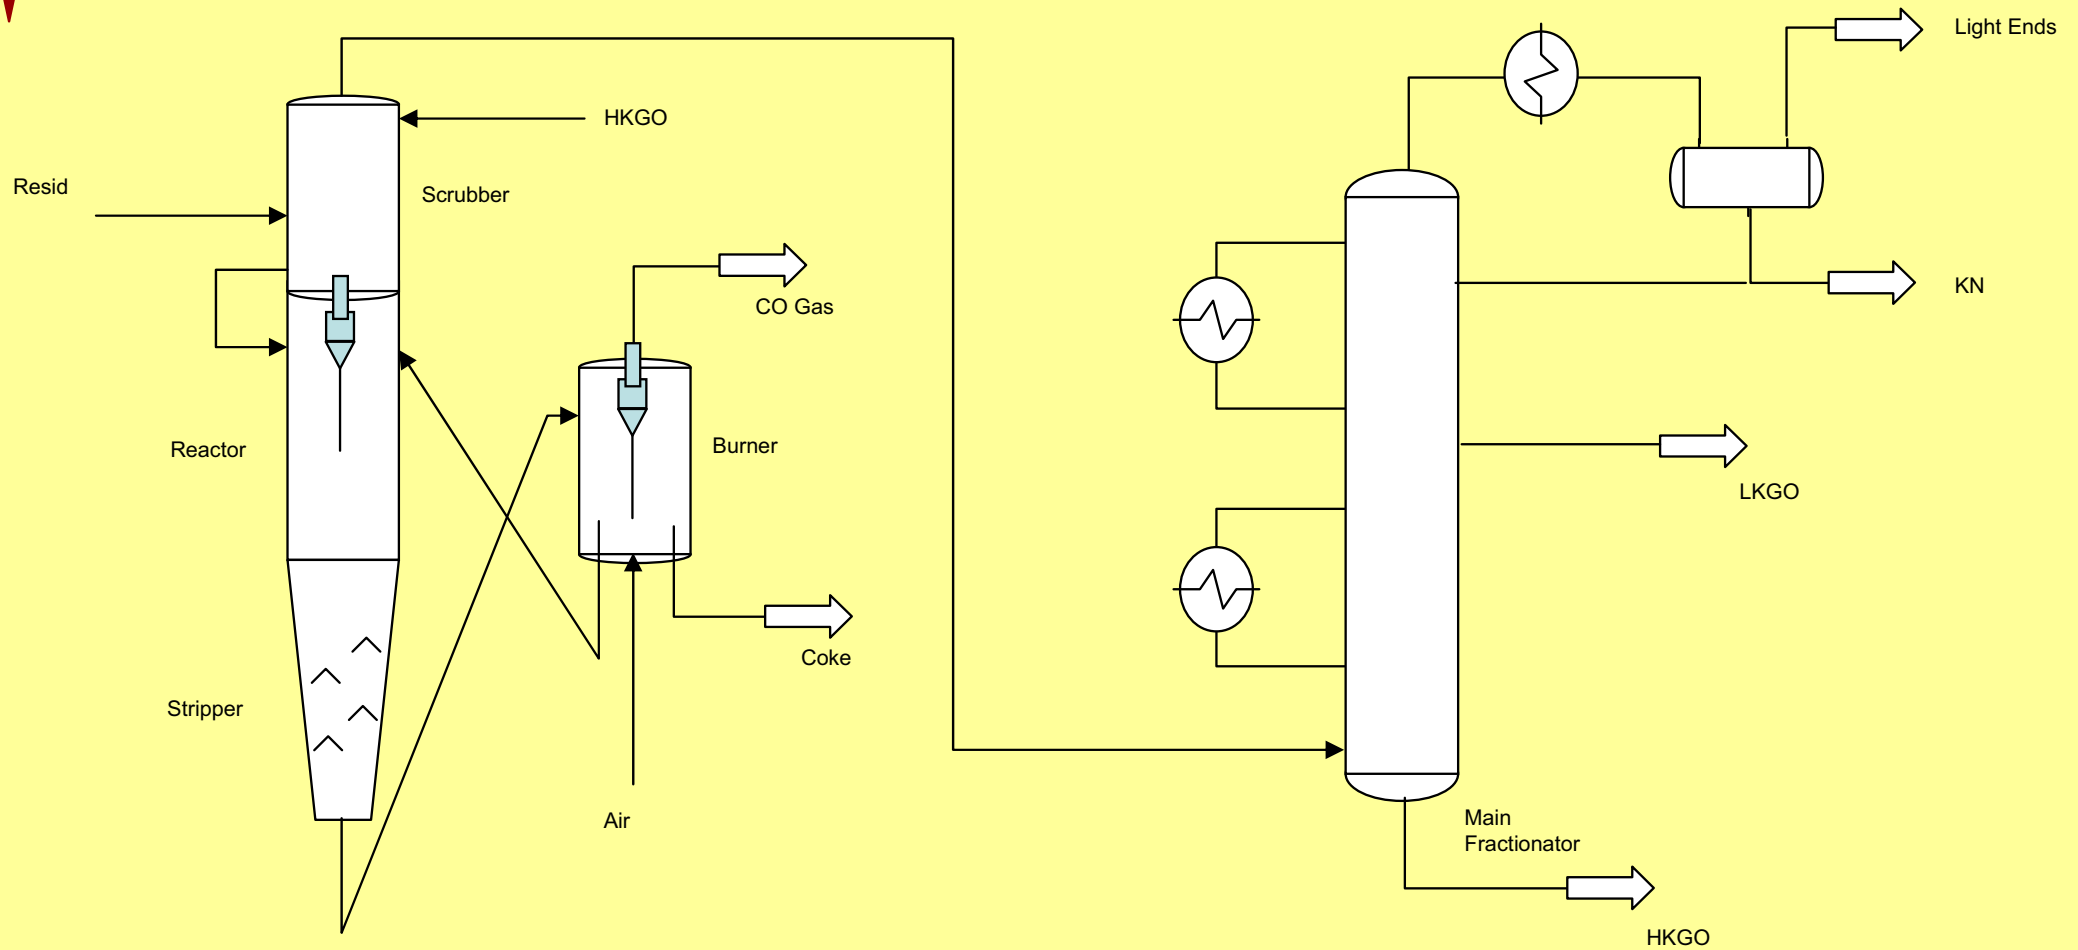 Light Ends
HKGO
Resid
Scrubber
CO Gas
KN
Reactor
Burner
LKGO
Coke
Stripper
Air
Main
Fractionator
HKGO